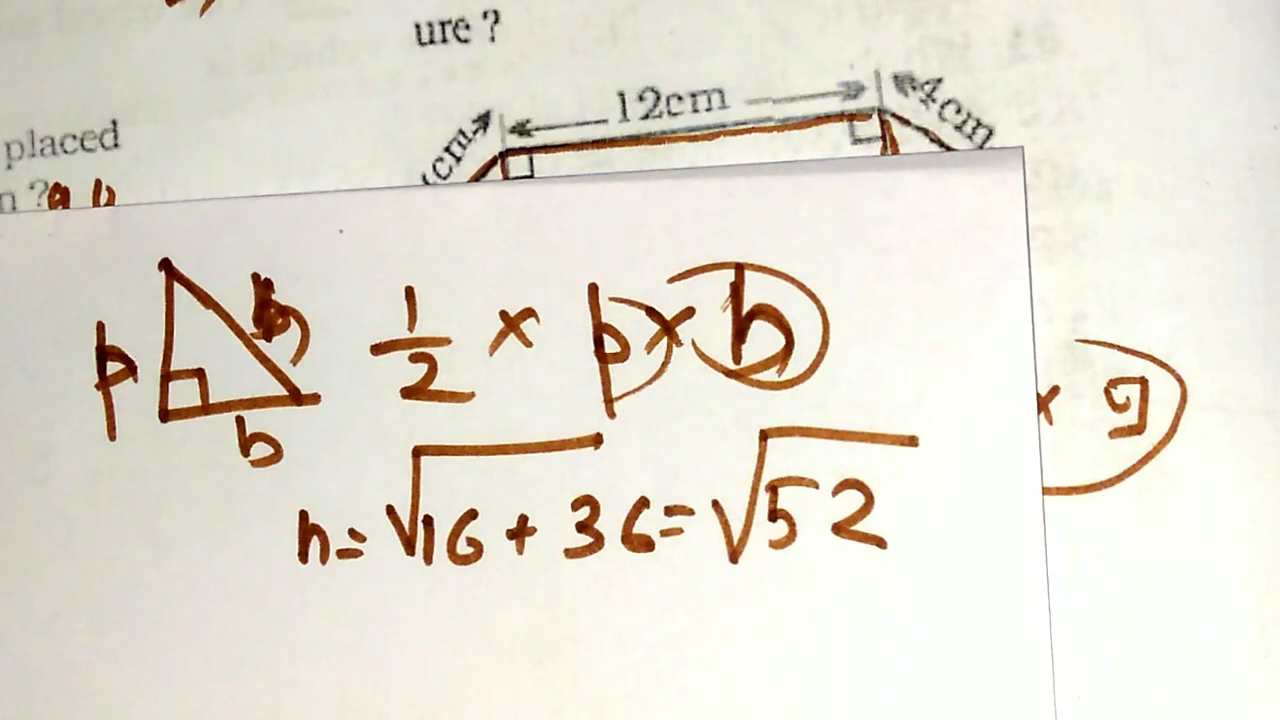 ure ?
12cm
4cm
cm
placed
n ?
p
h
b
1/2 × p × b
h = √16 + 36 = √52